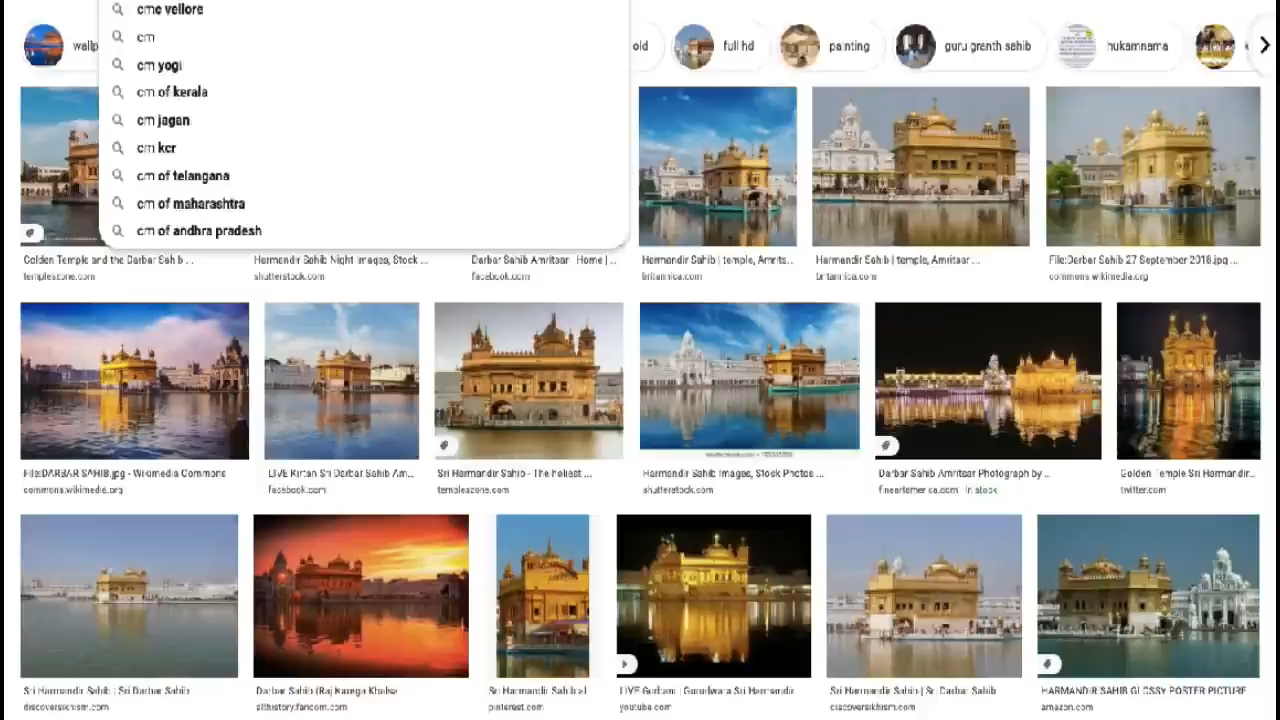 cmc vellore
cm
cm yogi
cm of kerala
cm jagan
cm kcr
cm of telangana
cm of maharashtra
cm of andhra pradesh
wallp
old
full hd
painting
guru granth sahib
hukamnama
k
Golden Temple and the Darbar Sahib ...
templeszone.com
Harmandir Sahib Night Images, Stock ...
shutterstock.com
Darbar Sahib Amritsar - Home | ...
facebook.com
Harmandir Sahib | temple, Amrits...
britannica.com
Harmandir Sahib | temple, Amritsar ...
britannica.com
File:Darbar Sahib 27 September 2018.jpg ...
commons.wikimedia.org
File:DARBAR SAHIB.jpg - Wikimedia Commons
commons.wikimedia.org
LIVE Kirtan Sri Darbar Sahib Am...
facebook.com
Sri Harmandir Sahib - The holiest ...
templeszone.com
Harmandir Sahib Images, Stock Photos ...
shutterstock.com
Darbar Sahib Amritsar Photograph by ...
fineartamerica.com · In stock
Golden Temple Sri Harmandir...
twitter.com
Sri Harmandir Sahib | Sri Darbar Sahib
discoversikhism.com
Darbar Sahib (Raj Karega Khalsa
althistory.fandom.com
Sri Harmandir Sahib al
pinterest.com
LIVE Gurbani | Gurudwara Sri Harmandir
youtube.com
Sri Harmandir Sahib | Sri Darbar Sahib
discoversikhism.com
HARMANDIR SAHIB GLOSSY POSTER PICTURE ...
amazon.com